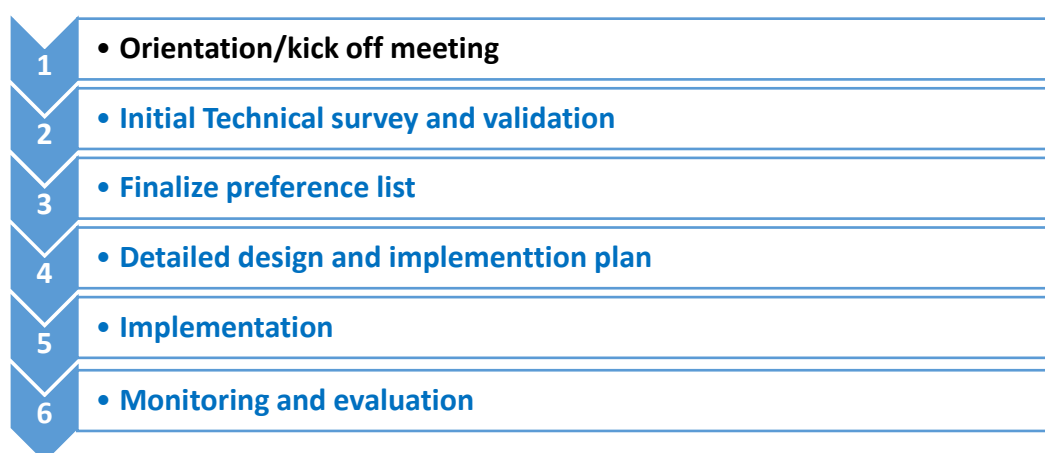 1 • Orientation/kick off meeting
2 • Initial Technical survey and validation
3 • Finalize preference list
4 • Detailed design and implementtion plan
5 • Implementation
6 • Monitoring and evaluation